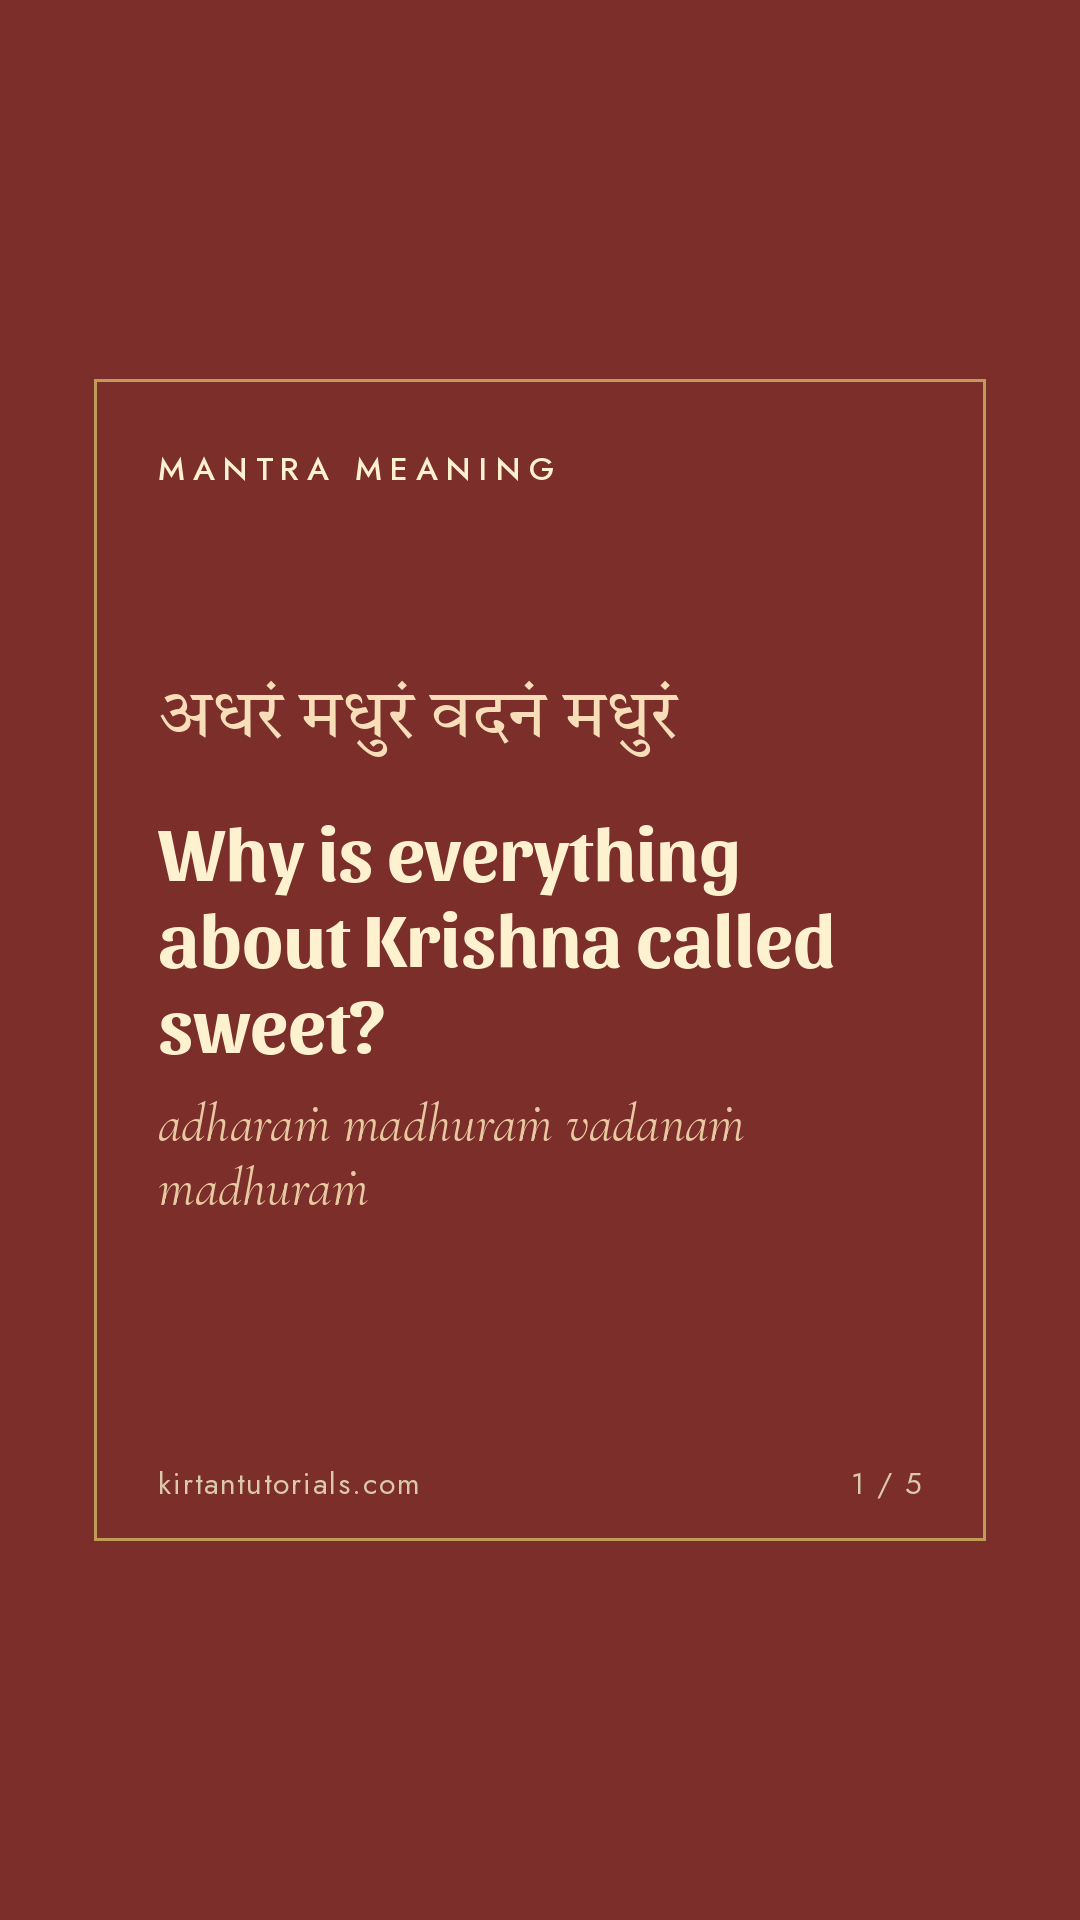 MANTRA MEANING
अधरं मधुरं वदनं मधुरं
Why is everything
about Krishna called
sweet?
adharaṁ madhuraṁ vadanaṁ
madhuraṁ
kirtantutorials.com
1 / 5